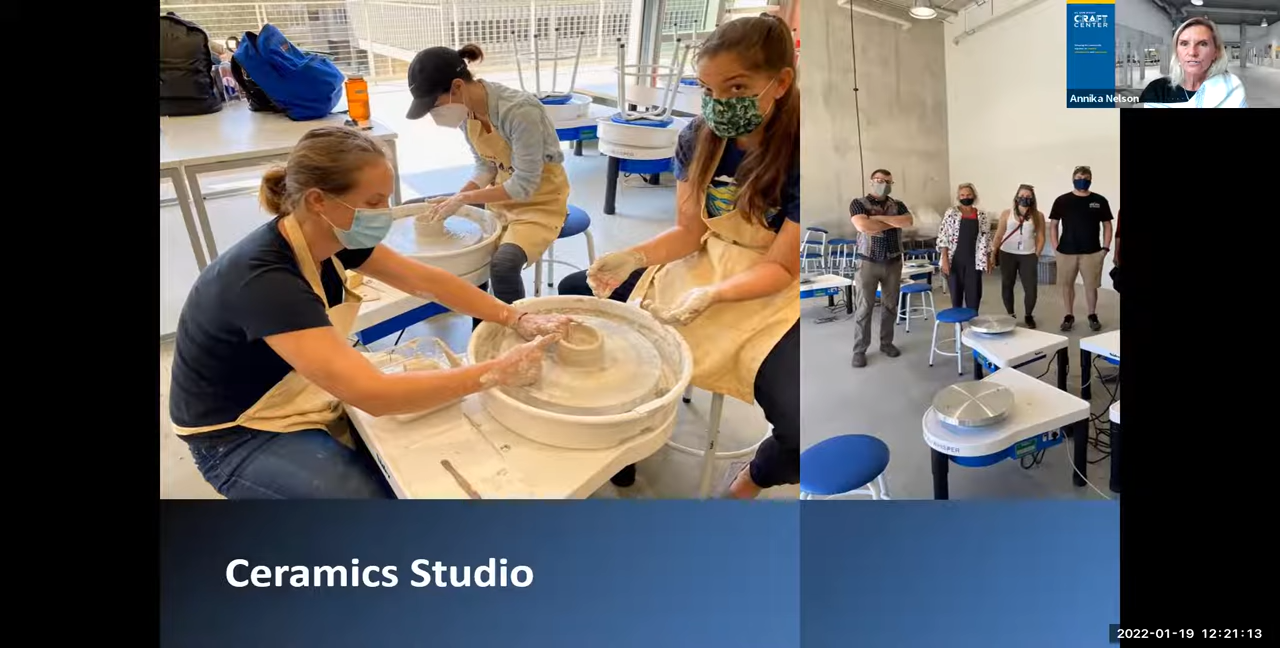 CRAFT
CENTER
Annika Nelson
Ceramics Studio
2022-01-19 12:21:13